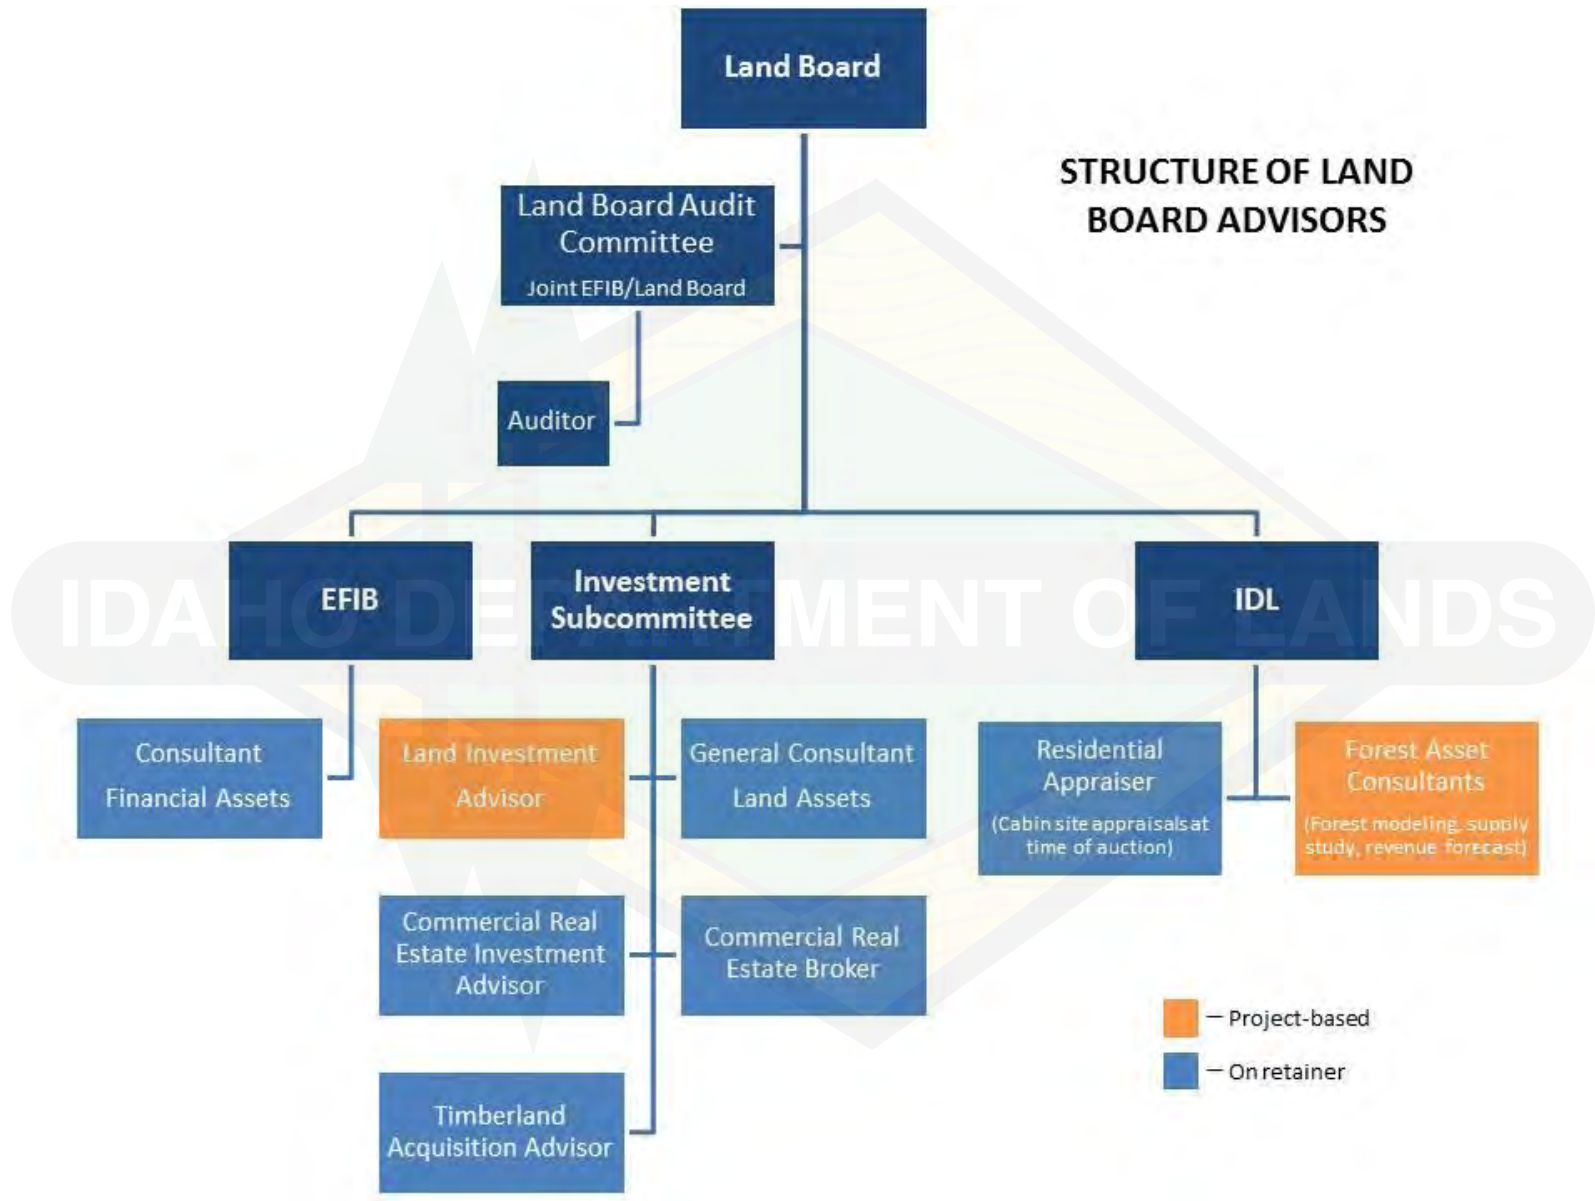 Land Board
STRUCTURE OF LAND
BOARD ADVISORS
Land Board Audit
Committee
Joint EFIB/Land Board
Auditor
EFIB
Investment
Subcommittee
IDL
IDAHO DEPARTMENT OF LANDS
Consultant
Financial Assets
Land Investment
Advisor
General Consultant
Land Assets
Residential
Appraiser
(Cabin site appraisals at
time of auction)
Forest Asset
Consultants
(Forest modeling, supply
study, revenue forecast)
Commercial Real
Estate Investment
Advisor
Commercial Real
Estate Broker
Timberland
Acquisition Advisor
– Project-based
– On retainer